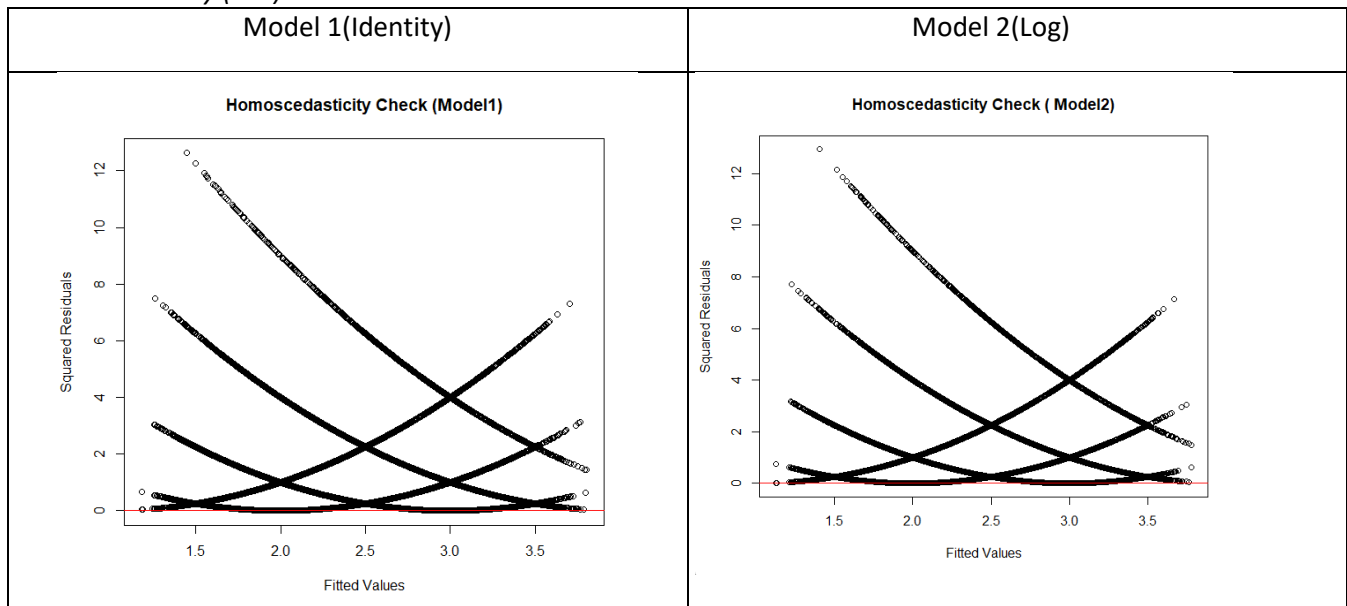 Model 1(Identity)
Model 2(Log)
Homoscedasticity Check (Model1)
Squared Residuals
12
10
8
6
4
2
0
1.5 2.0 2.5 3.0 3.5
Fitted Values
Homoscedasticity Check ( Model2)
Squared Residuals
12
10
8
6
4
2
0
1.5 2.0 2.5 3.0 3.5
Fitted Values